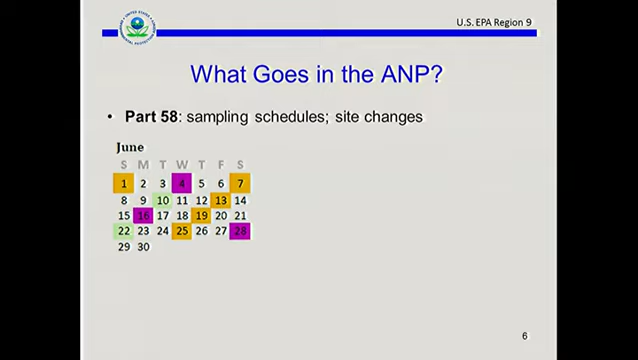 U.S. EPA Region 9
What Goes in the ANP?
• Part 58: sampling schedules; site changes
June
S M T W T F S
1 2 3 4 5 6 7
8 9 10 11 12 13 14
15 16 17 18 19 20 21
22 23 24 25 26 27 28
29 30
6